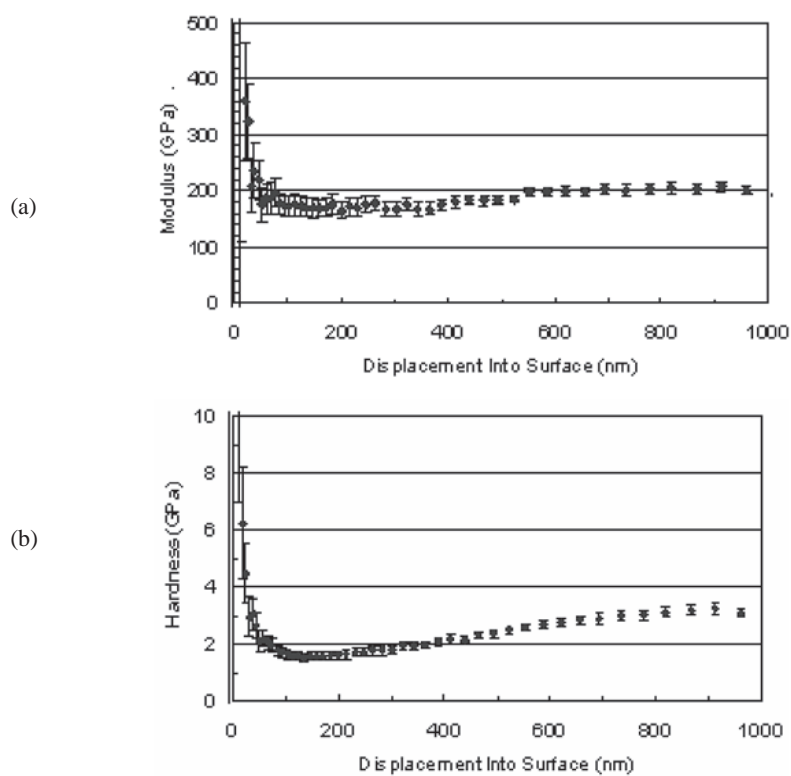 (a)
Modulus (GPa)
500
400
300
200
100
0
0 200 400 600 800 1000
Displacement Into Surface (nm)
(b)
Hardness (GPa)
10
8
6
4
2
0
0 200 400 600 800 1000
Displacement Into Surface (nm)